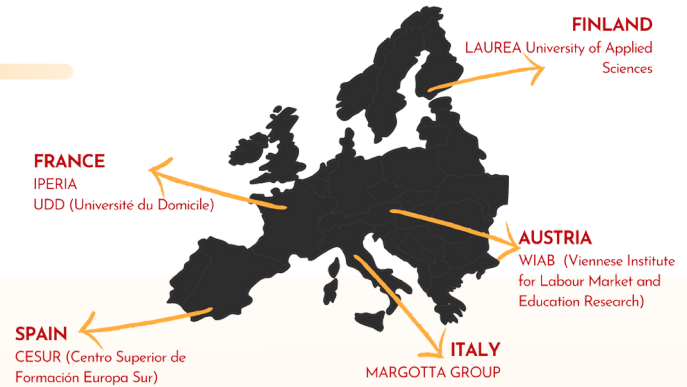 FINLAND
LAUREA University of Applied
Sciences
FRANCE
IPERIA
UDD (Université du Domicile)
AUSTRIA
WIAB (Viennese Institute
for Labour Market and
Education Research)
SPAIN
CESUR (Centro Superior de
Formación Europa Sur)
ITALY
MARGOTTA GROUP